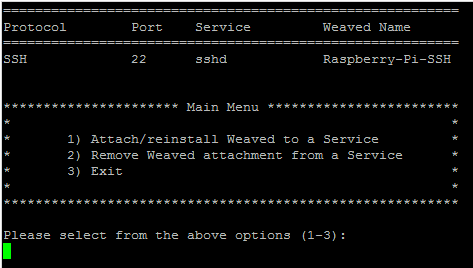 =========================================================
Protocol Port Service Weaved Name
=========================================================
SSH 22 sshd Raspberry-Pi-SSH
********************** Main Menu ************************
* *
* 1) Attach/reinstall Weaved to a Service *
* 2) Remove Weaved attachment from a Service *
* 3) Exit *
* *
*********************************************************
Please select from the above options (1-3):